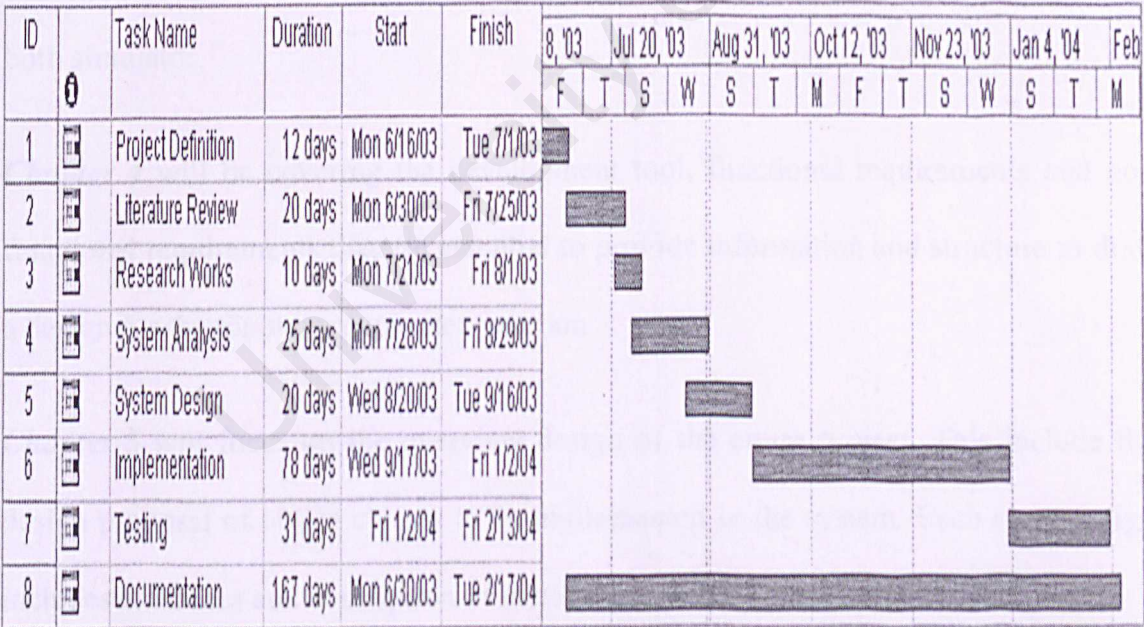 ID Task Name Duration Start Finish 8, '03 Jul 20, '03 Aug 31, '03 Oct 12, '03 Nov 23, '03 Jan 4, '04 Feb
F T S W S T M F T S W S T M
1 Project Definition 12 days Mon 6/16/03 Tue 7/1/03
2 Literature Review 20 days Mon 6/30/03 Fri 7/25/03
3 Research Works 10 days Mon 7/21/03 Fri 8/1/03
4 System Analysis 25 days Mon 7/28/03 Fri 8/29/03
5 System Design 20 days Wed 8/20/03 Tue 9/16/03
6 Implementation 78 days Wed 9/17/03 Fri 1/2/04
7 Testing 31 days Fri 1/2/04 Fri 2/13/04
8 Documentation 167 days Mon 6/30/03 Tue 2/17/04
University